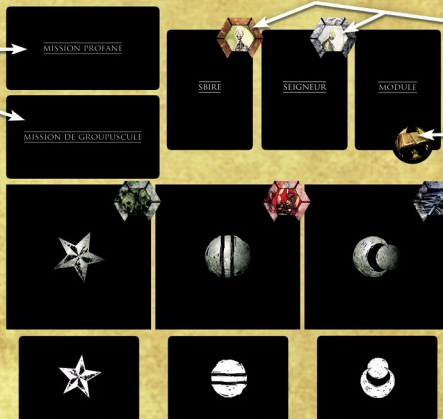 MISSION PROFANE
SBIRE
SEIGNEUR
MODULE
MISSION DE GROUPUSCULE